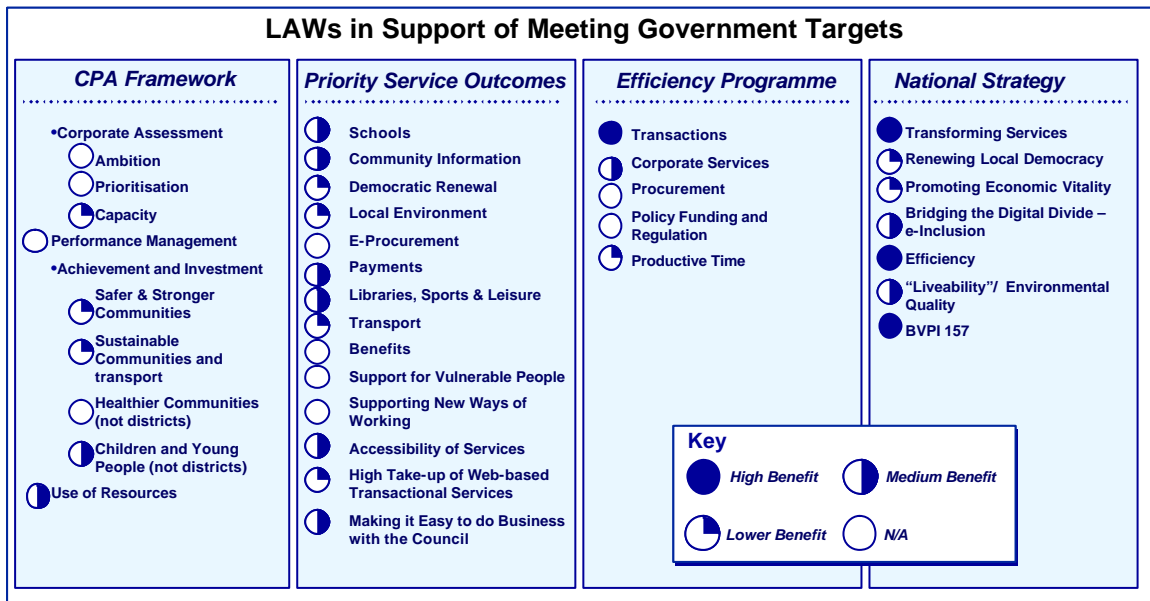 LAWs in Support of Meeting Government Targets
CPA Framework
•Corporate Assessment
Ambition
Prioritisation
Capacity
Performance Management
•Achievement and Investment
Safer & Stronger
Communities
Sustainable
Communities and
transport
Healthier Communities
(not districts)
Children and Young
People (not districts)
Use of Resources
Priority Service Outcomes
Schools
Community Information
Democratic Renewal
Local Environment
E-Procurement
Payments
Libraries, Sports & Leisure
Transport
Benefits
Support for Vulnerable People
Supporting New Ways of
Working
Accessibility of Services
High Take-up of Web-based
Transactional Services
Making it Easy to do Business
with the Council
Efficiency Programme
Transactions
Corporate Services
Procurement
Policy Funding and
Regulation
Productive Time
National Strategy
Transforming Services
Renewing Local Democracy
Promoting Economic Vitality
Bridging the Digital Divide –
e-Inclusion
Efficiency
“Liveability”/ Environmental
Quality
BVPI 157
Key
High Benefit
Medium Benefit
Lower Benefit
N/A